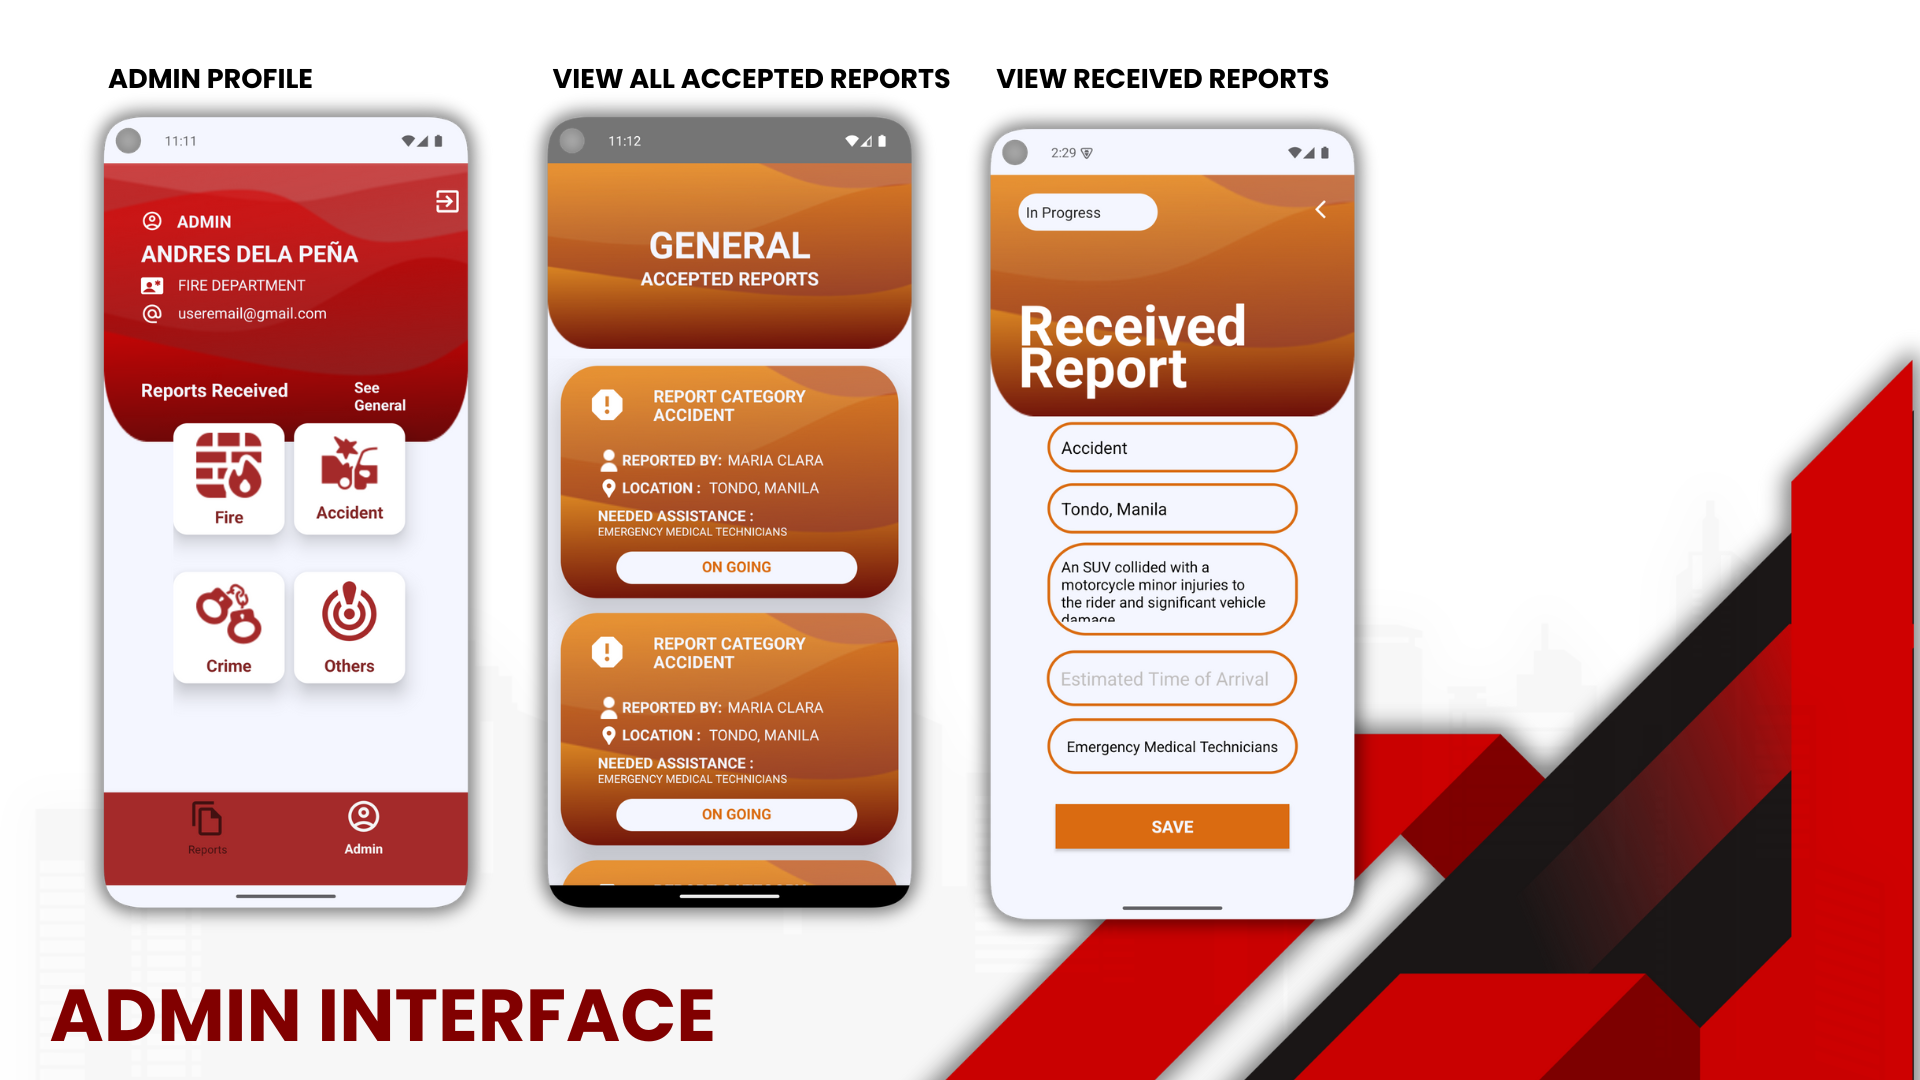 ADMIN PROFILE
11:11
ADMIN
ANDRES DELA PEÑA
FIRE DEPARTMENT
useremail@gmail.com
Reports Received
See
General
Fire
Accident
Crime
Others
Reports
Admin
VIEW ALL ACCEPTED REPORTS
11:12
GENERAL
ACCEPTED REPORTS
REPORT CATEGORY
ACCIDENT
REPORTED BY: MARIA CLARA
LOCATION : TONDO, MANILA
NEEDED ASSISTANCE :
EMERGENCY MEDICAL TECHNICIANS
ON GOING
REPORT CATEGORY
ACCIDENT
REPORTED BY: MARIA CLARA
LOCATION : TONDO, MANILA
NEEDED ASSISTANCE :
EMERGENCY MEDICAL TECHNICIANS
ON GOING
VIEW RECEIVED REPORTS
2:29
In Progress
Received
Report
Accident
Tondo, Manila
An SUV collided with a
motorcycle minor injuries to
the rider and significant vehicle
damage
Estimated Time of Arrival
Emergency Medical Technicians
SAVE
ADMIN INTERFACE